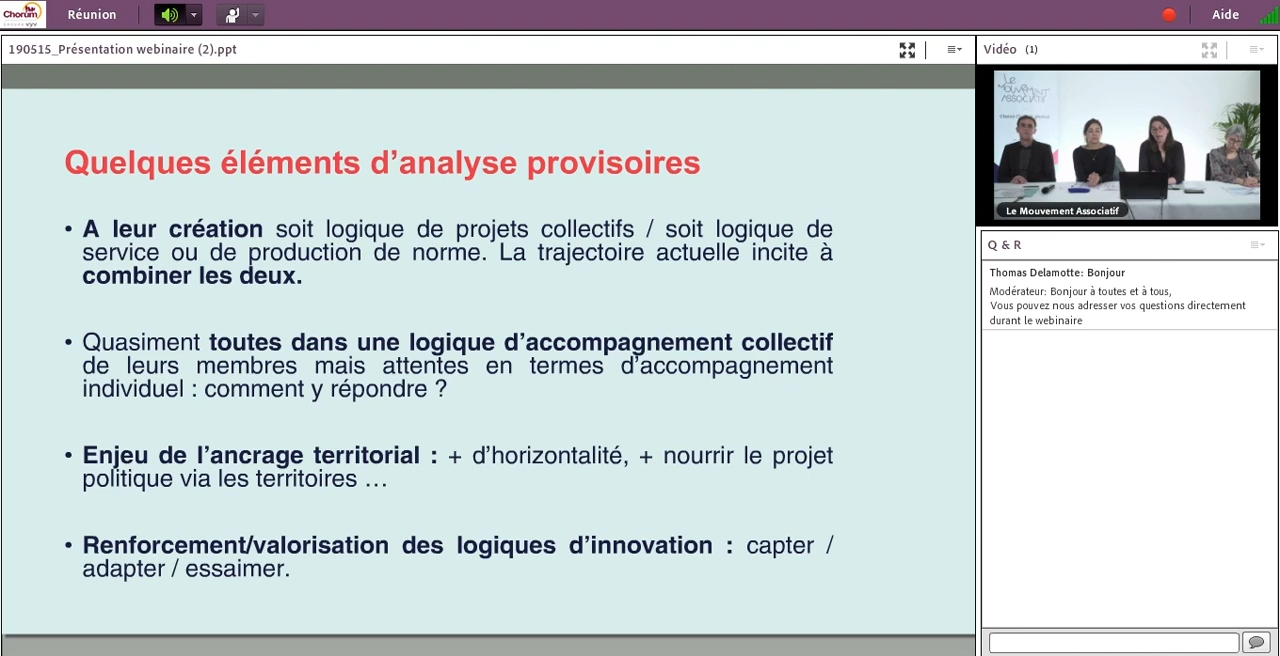 Chorum
GROUPE vyv
Réunion
Aide
190515_Présentation webinaire (2).ppt
Quelques éléments d’analyse provisoires
• A leur création soit logique de projets collectifs / soit logique de
service ou de production de norme. La trajectoire actuelle incite à
combiner les deux.
• Quasiment toutes dans une logique d’accompagnement collectif
de leurs membres mais attentes en termes d’accompagnement
individuel : comment y répondre ?
• Enjeu de l’ancrage territorial : + d’horizontalité, + nourrir le projet
politique via les territoires …
• Renforcement/valorisation des logiques d’innovation : capter /
adapter / essaimer.
Vidéo (1)
Le
MOUVEMENT
ASSOCIATIF
Le Mouvement Associatif
Q & R
Thomas Delamotte: Bonjour
Modérateur: Bonjour à toutes et à tous,
Vous pouvez nous adresser vos questions directement
durant le webinaire